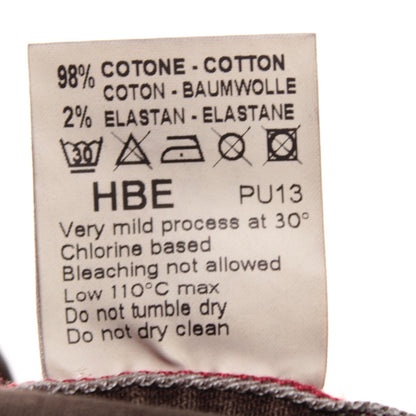 98% COTONE - COTTON
COTON - BAUMWOLLE
2% ELASTAN - ELASTANE
30
HBE PU13
Very mild process at 30°
Chlorine based
Bleaching not allowed
Low 110°C max
Do not tumble dry
Do not dry clean